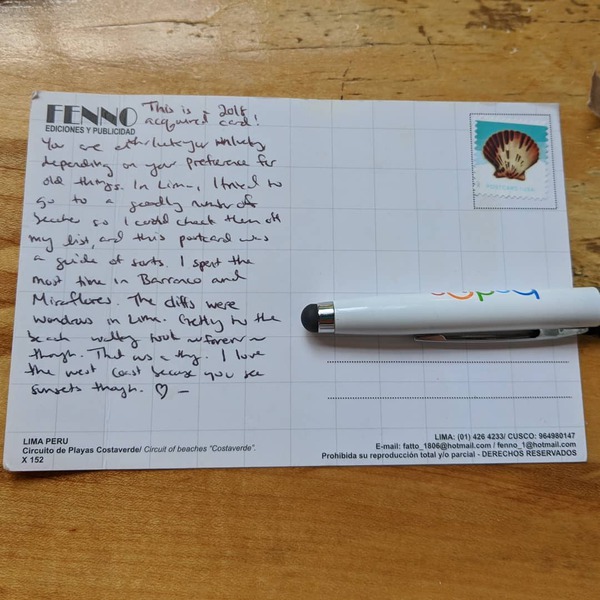 FENNO
EDICIONES Y PUBLICIDAD
This is a 2018
acquired card!
You are either lucky or unlucky
depending on your preference for
old things. In Lima, I tried to
go to a goodly number of
beaches so I could check them off
my list, and this postcard was
a guide of sorts. I spent the
most time in Barranco and
Miraflores. The cliffs were
wondrous in Lima. Getting to the
beach walking took ~forever~
though. That was a thing. I love
the west coast because you see
sunsets though. ♡ –
POSTCARD USA
LIMA PERU
Circuito de Playas Costaverde/ Circuit of beaches "Costaverde".
X 152
LIMA: (01) 426 4233/ CUSCO: 964980147
E-mail: fatto_1806@hotmail.com / fenno_1@hotmail.com
Prohibida su reproducción total y/o parcial - DERECHOS RESERVADOS